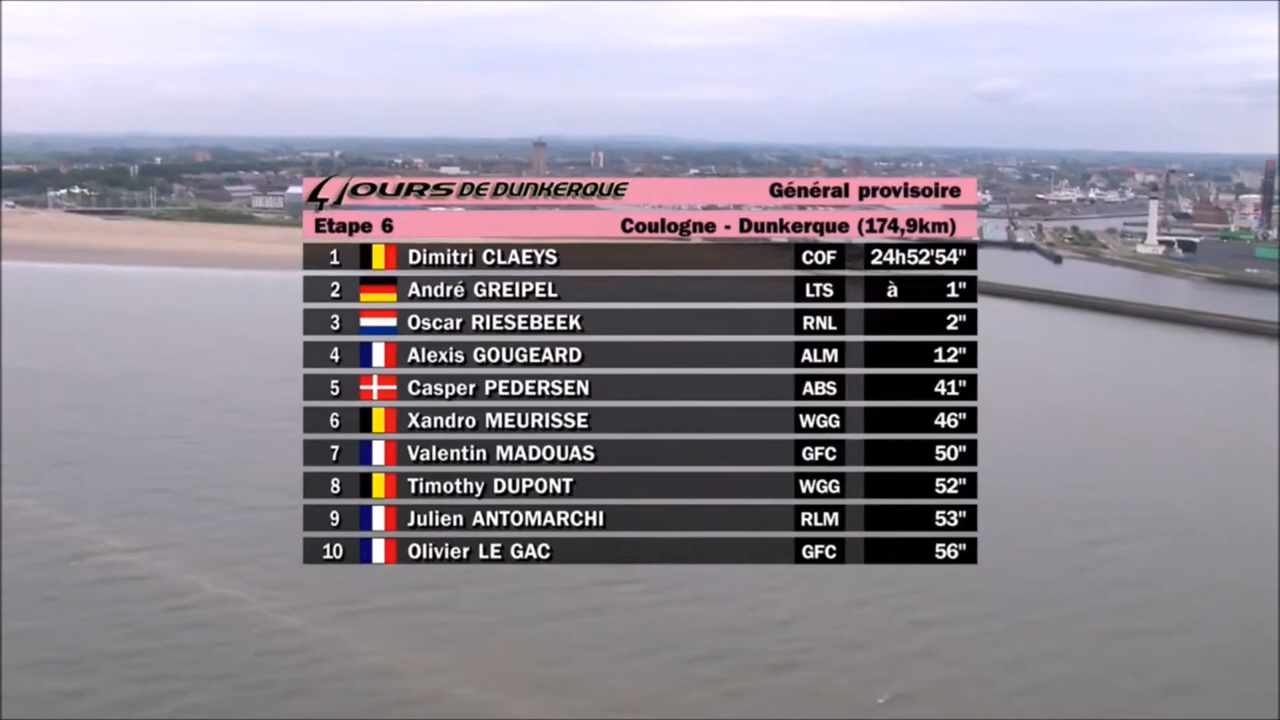 4JOURS DE DUNKERQUE Général provisoire
Etape 6 Coulogne - Dunkerque (174,9km)
1 Dimitri CLAEYS COF 24h52'54"
2 André GREIPEL LTS à 1"
3 Oscar RIESEBEEK RNL 2"
4 Alexis GOUGEARD ALM 12"
5 Casper PEDERSEN ABS 41"
6 Xandro MEURISSE WGG 46"
7 Valentin MADOUAS GFC 50"
8 Timothy DUPONT WGG 52"
9 Julien ANTOMARCHI RLM 53"
10 Olivier LE GAC GFC 56"